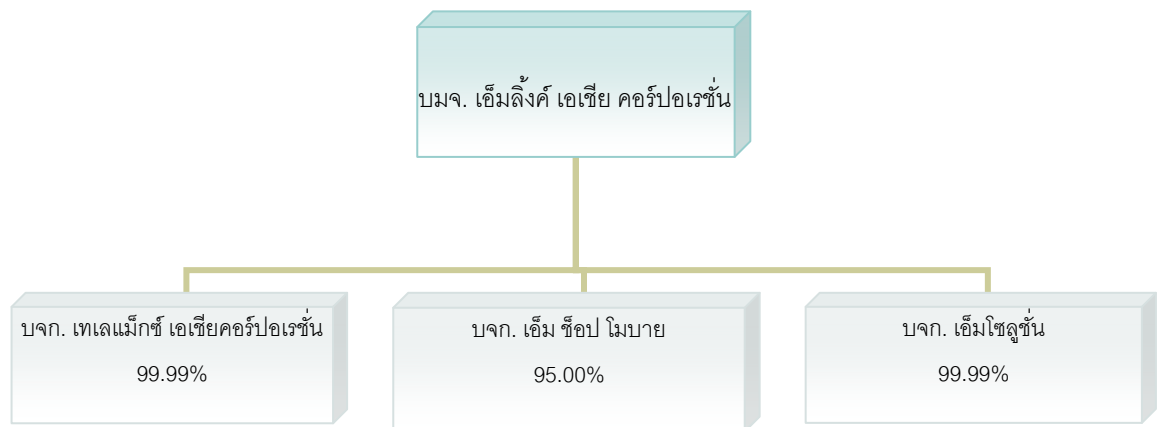 บมจ. เอ็มลิ้งค์ เอเชีย คอร์ปอเรชั่น
บจก. เทเลแม็กซ์ เอเชียคอร์ปอเรชั่น
99.99%
บจก. เอ็ม ช็อป โมบาย
95.00%
บจก. เอ็มโซลูชั่น
99.99%